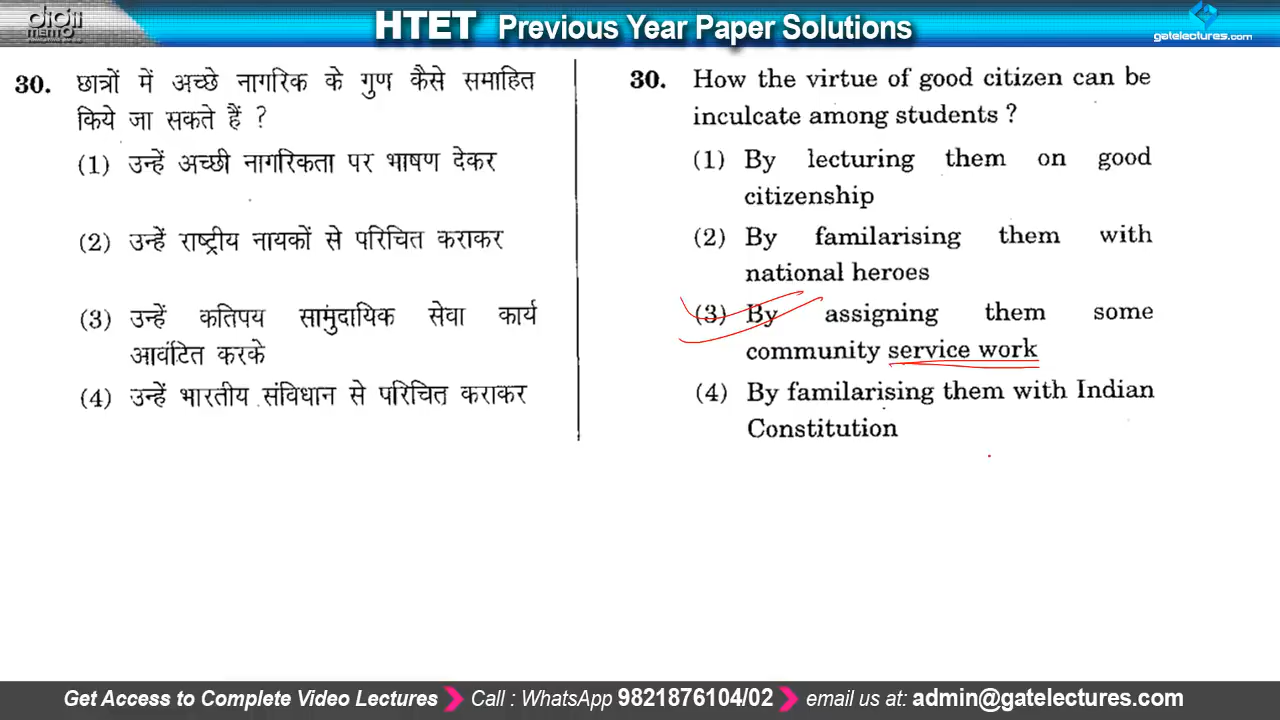 digii
mento
HTET Previous Year Paper Solutions
gatelectures.com
30. छात्रों में अच्छे नागरिक के गुण कैसे समाहित
किये जा सकते हैं ?
(1) उन्हें अच्छी नागरिकता पर भाषण देकर
(2) उन्हें राष्ट्रीय नायकों से परिचित कराकर
(3) उन्हें कतिपय सामुंदायिक सेवा कार्य
आवंटित करके
(4) उन्हें भारतीय संविधान से परिचित कराकर
30. How the virtue of good citizen can be
inculcate among students ?
(1) By lecturing them on good
citizenship
(2) By familarising them with
national heroes
(3) By assigning them some
community service work
(4) By familarising them with Indian
Constitution
Get Access to Complete Video Lectures Call : WhatsApp 9821876104/02 email us at: admin@gatelectures.com